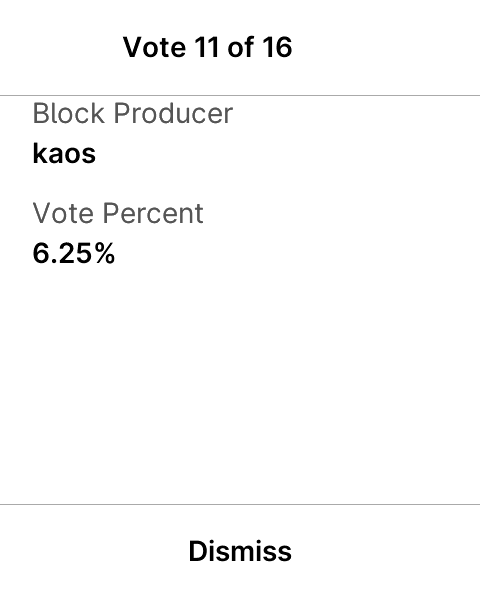 Vote 11 of 16
Block Producer
kaos
Vote Percent
6.25%
Dismiss